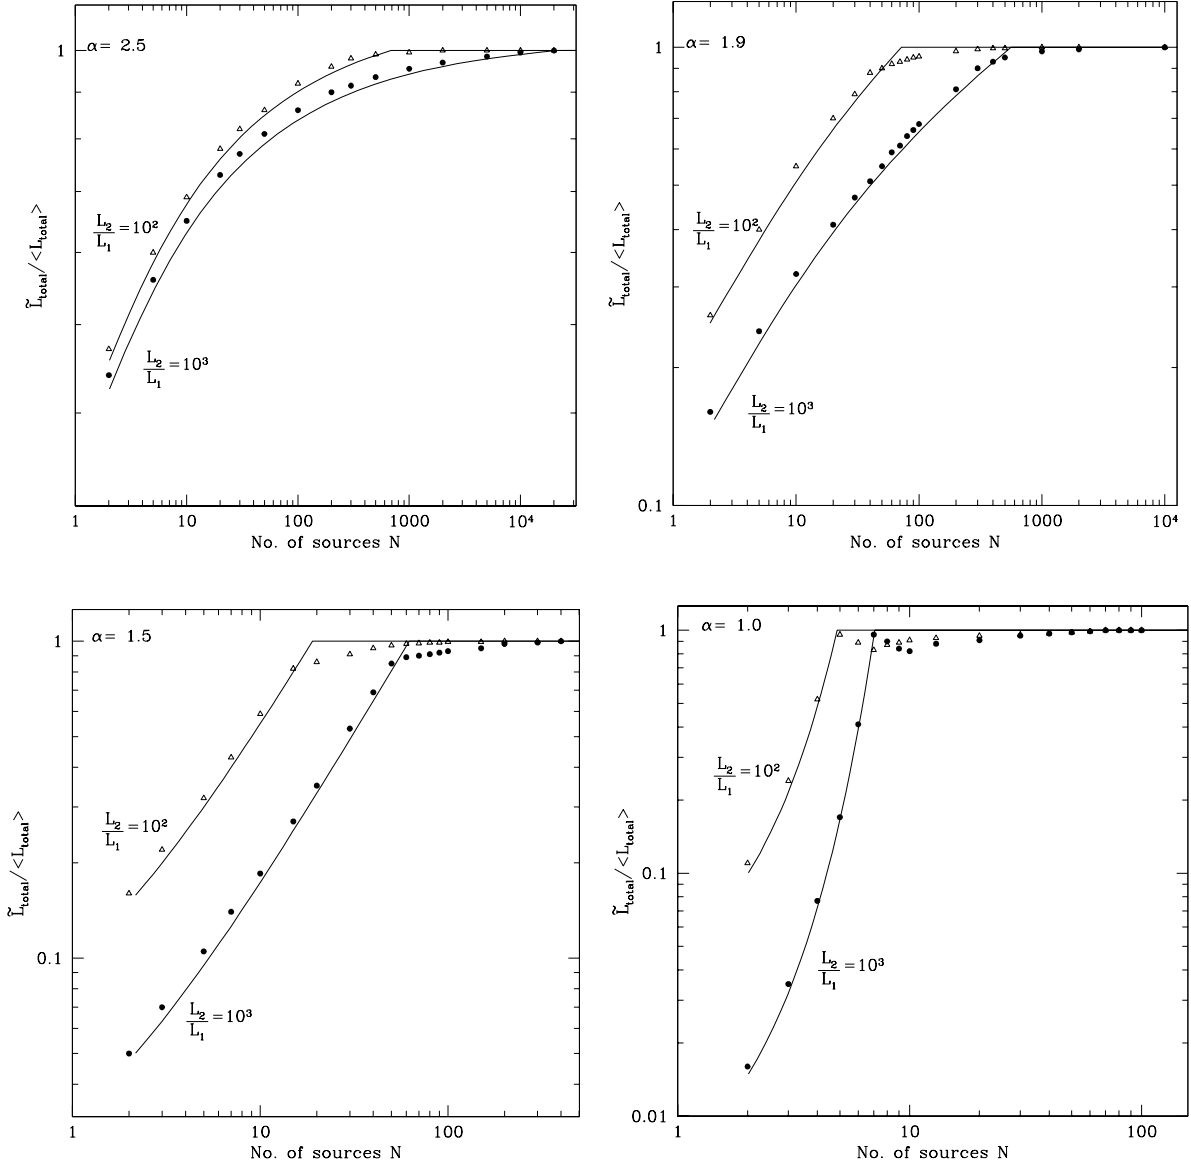 1
α= 2.5
L₂/L₁ =10²
L₂/L₁ =10³
L̃total/<Ltotal>
1 10 100 1000 10⁴
No. of sources N
1
α= 1.9
L₂/L₁ =10²
L₂/L₁ =10³
0.1
L̃total/<Ltotal>
1 10 100 1000 10⁴
No. of sources N
1
α= 1.5
L₂/L₁ =10²
0.1
L₂/L₁ =10³
L̃total/<Ltotal>
1 10 100
No. of sources N
1
α= 1.0
L₂/L₁ =10²
0.1
L₂/L₁ =10³
0.01
L̃total/<Ltotal>
1 10 100
No. of sources N